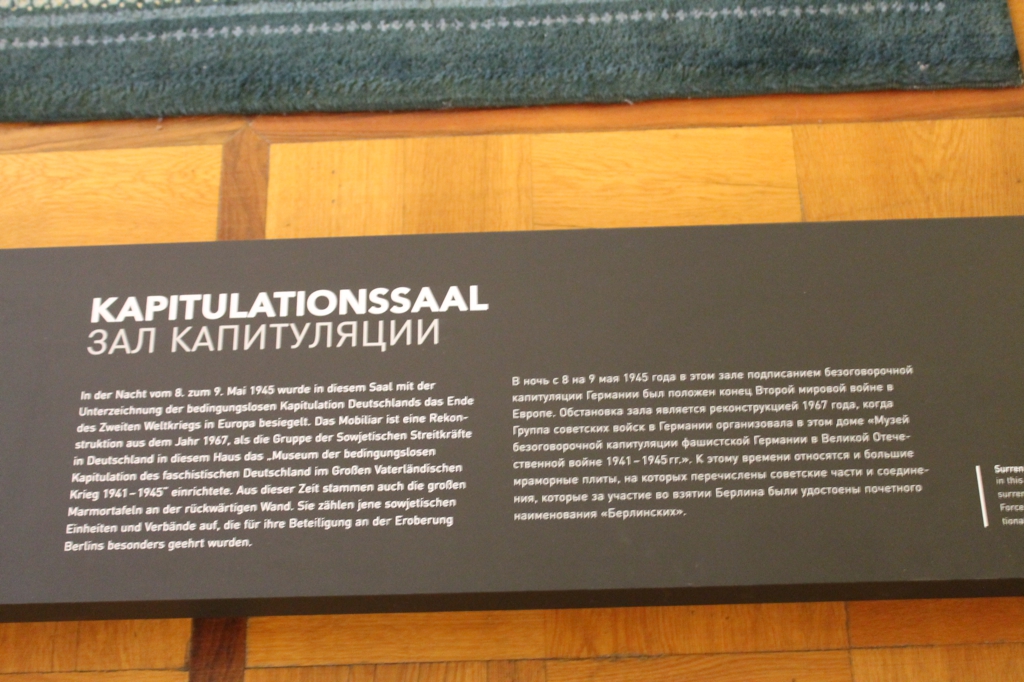 KAPITULATIONSSAAL
ЗАЛ КАПИТУЛЯЦИИ
In der Nacht vom 8. zum 9. Mai 1945 wurde in diesem Saal mit der
Unterzeichnung der bedingungslosen Kapitulation Deutschlands das Ende
des Zweiten Weltkriegs in Europa besiegelt. Das Mobiliar ist eine Rekon-
struktion aus dem Jahr 1967, als die Gruppe der Sowjetischen Streitkräfte
in Deutschland in diesem Haus das „Museum der bedingungslosen
Kapitulation des faschistischen Deutschland im Großen Vaterländischen
Krieg 1941–1945“ einrichtete. Aus dieser Zeit stammen auch die großen
Marmortafeln an der rückwärtigen Wand. Sie zählen jene sowjetischen
Einheiten und Verbände auf, die für ihre Beteiligung an der Eroberung
Berlins besonders geehrt wurden.
В ночь с 8 на 9 мая 1945 года в этом зале подписанием безоговорочной
капитуляции Германии был положен конец Второй мировой войне в
Европе. Обстановка зала является реконструкцией 1967 года, когда
Группа советских войск в Германии организовала в этом доме «Музей
безоговорочной капитуляции фашистской Германии в Великой Отече-
ственной войне 1941–1945 гг.». К этому времени относятся и большие
мраморные плиты, на которых перечислены советские части и соедине-
ния, которые за участие во взятии Берлина были удостоены почетного
наименования «Берлинских».
Surren
in this
surren
Force
tiona